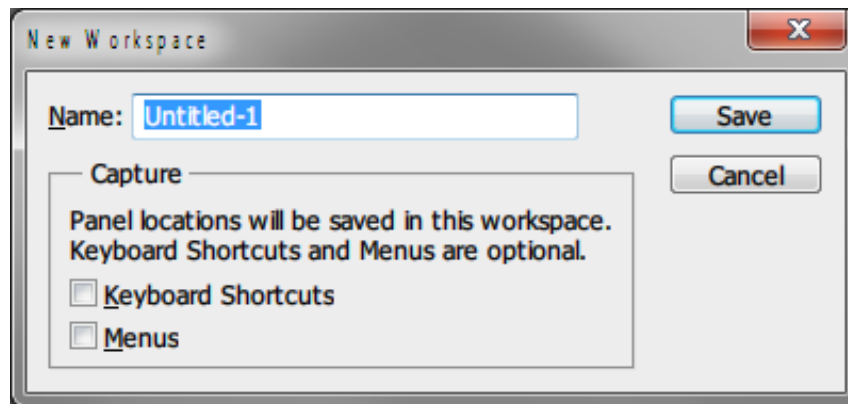 New Workspace
Name: Untitled-1
Save
Capture
Cancel
Panel locations will be saved in this workspace.
Keyboard Shortcuts and Menus are optional.
Keyboard Shortcuts
Menus